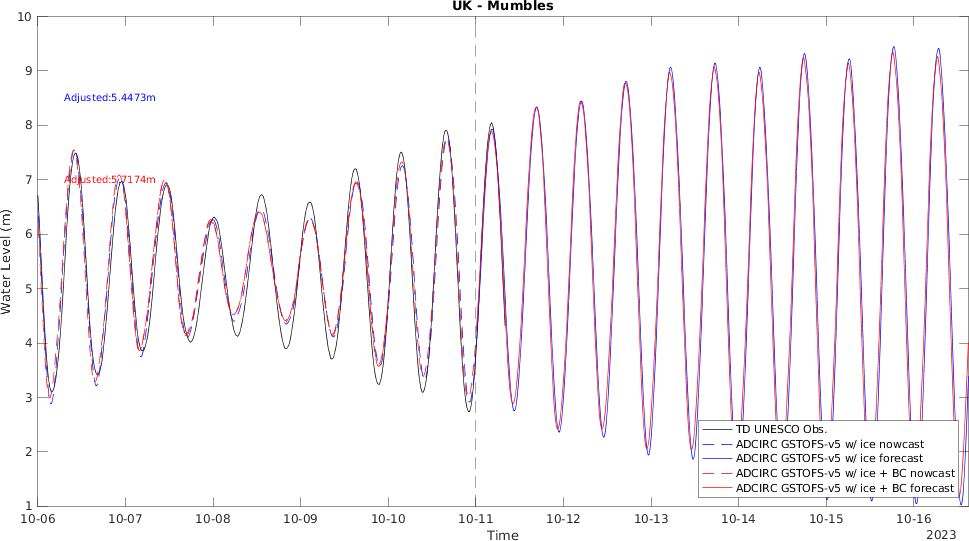 UK - Mumbles
10
9
8
7
6
5
4
3
2
1
Water Level (m)
Adjusted:5.4473m
Adjusted:5.7174m
TD UNESCO Obs.
ADCIRC GSTOFS-v5 w/ ice nowcast
ADCIRC GSTOFS-v5 w/ ice forecast
ADCIRC GSTOFS-v5 w/ ice + BC nowcast
ADCIRC GSTOFS-v5 w/ ice + BC forecast
10-06 10-07 10-08 10-09 10-10 10-11 10-12 10-13 10-14 10-15 10-16
Time
2023